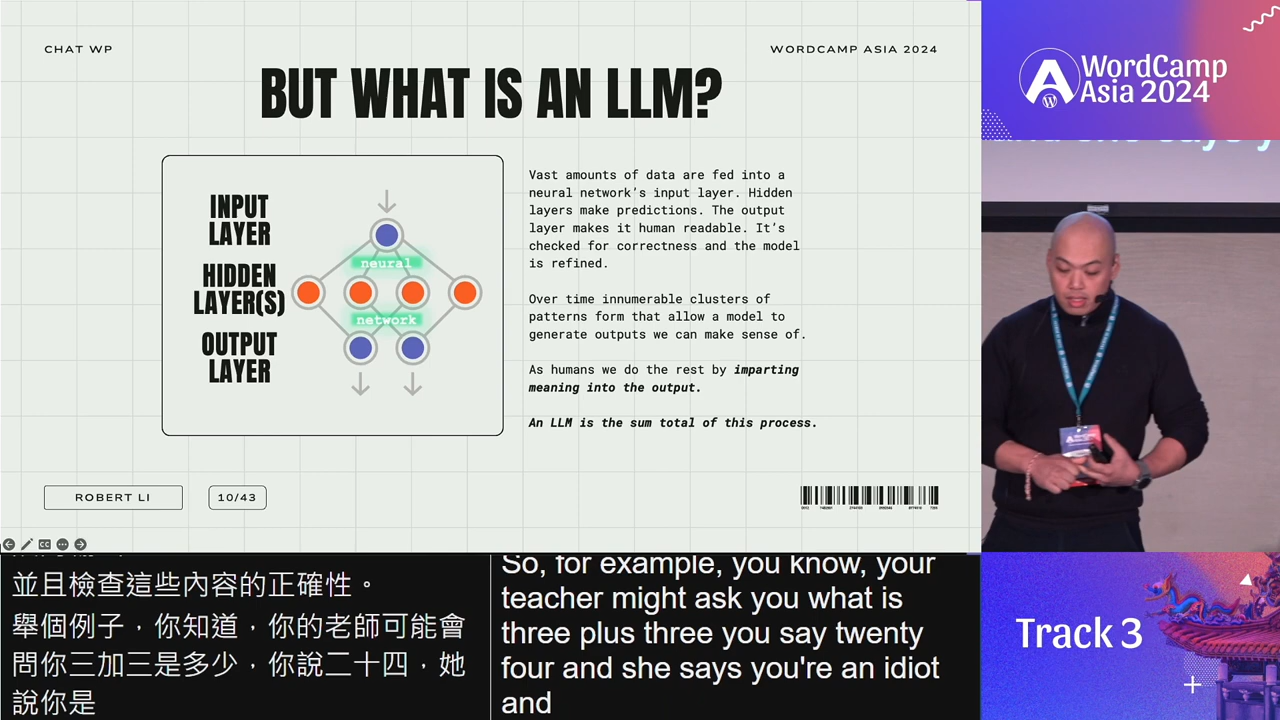 CHAT WP
WORDCAMP ASIA 2024
BUT WHAT IS AN LLM?
INPUT
LAYER
HIDDEN
LAYER(S)
OUTPUT
LAYER
neural
network
Vast amounts of data are fed into a
neural network's input layer. Hidden
layers make predictions. The output
layer makes it human readable. It's
checked for correctness and the model
is refined.
Over time innumerable clusters of
patterns form that allow a model to
generate outputs we can make sense of.
As humans we do the rest by imparting
meaning into the output.
An LLM is the sum total of this process.
ROBERT LI
10/43
CC
WordCamp
Asia 2024
並且檢查這些內容的正確性。
舉個例子，你知道，你的老師可能會
問你三加三是多少，你說二十四，她
說你是
So, for example, you know, your
teacher might ask you what is
three plus three you say twenty
four and she says you're an idiot
and
Track 3